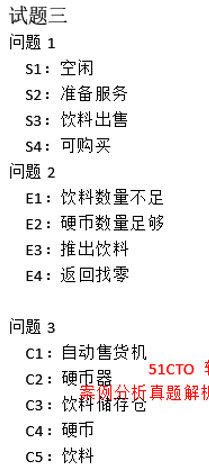 试题三
问题 1
S1：空闲
S2：准备服务
S3：饮料出售
S4：可购买
问题 2
E1：饮料数量不足
E2：硬币数量足够
E3：推出饮料
E4：返回找零
问题 3
C1：自动售货机
51CTO
C2：硬币器
案例分析真题解析
C3：饮料储存仓
C4：硬币
C5：饮料